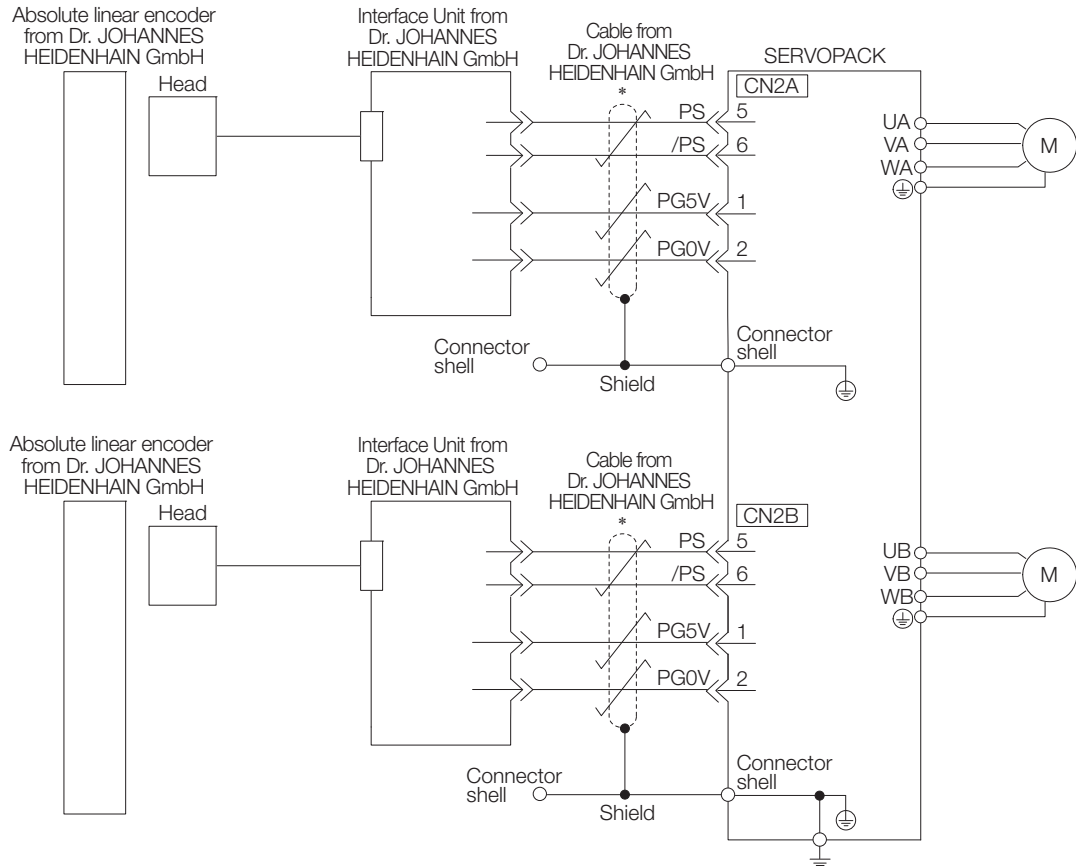 Absolute linear encoder
from Dr. JOHANNES
HEIDENHAIN GmbH
Head
Interface Unit from
Dr. JOHANNES
HEIDENHAIN GmbH
Cable from
Dr. JOHANNES
HEIDENHAIN GmbH
*
SERVOPACK
CN2A
PS 5
/PS 6
PG5V 1
PG0V 2
Connector
shell
Shield
Connector
shell
UA
VA
WA
M
Absolute linear encoder
from Dr. JOHANNES
HEIDENHAIN GmbH
Head
Interface Unit from
Dr. JOHANNES
HEIDENHAIN GmbH
Cable from
Dr. JOHANNES
HEIDENHAIN GmbH
*
CN2B
PS 5
/PS 6
PG5V 1
PG0V 2
Connector
shell
Shield
Connector
shell
UB
VB
WB
M